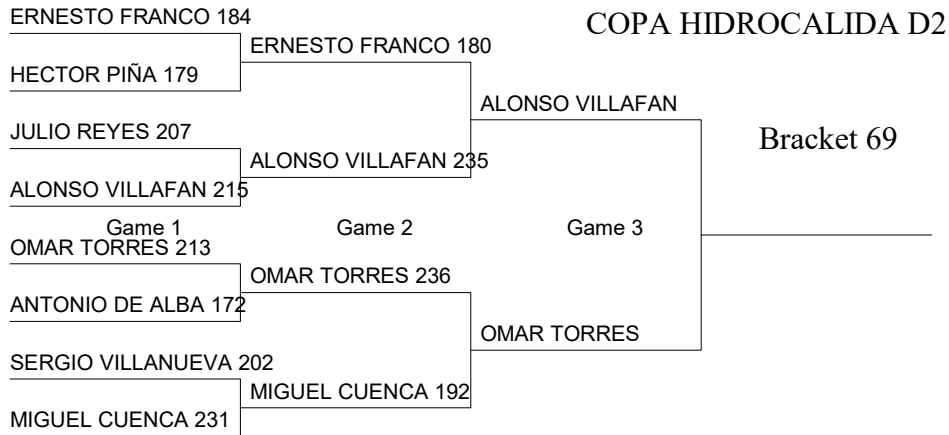 ERNESTO FRANCO 184
COPA HIDROCALIDA D2
ERNESTO FRANCO 180
HECTOR PIÑA 179
ALONSO VILLAFAN
JULIO REYES 207
Bracket 69
ALONSO VILLAFAN 235
ALONSO VILLAFAN 215
Game 1
Game 2
Game 3
OMAR TORRES 213
OMAR TORRES 236
ANTONIO DE ALBA 172
OMAR TORRES
SERGIO VILLANUEVA 202
MIGUEL CUENCA 192
MIGUEL CUENCA 231